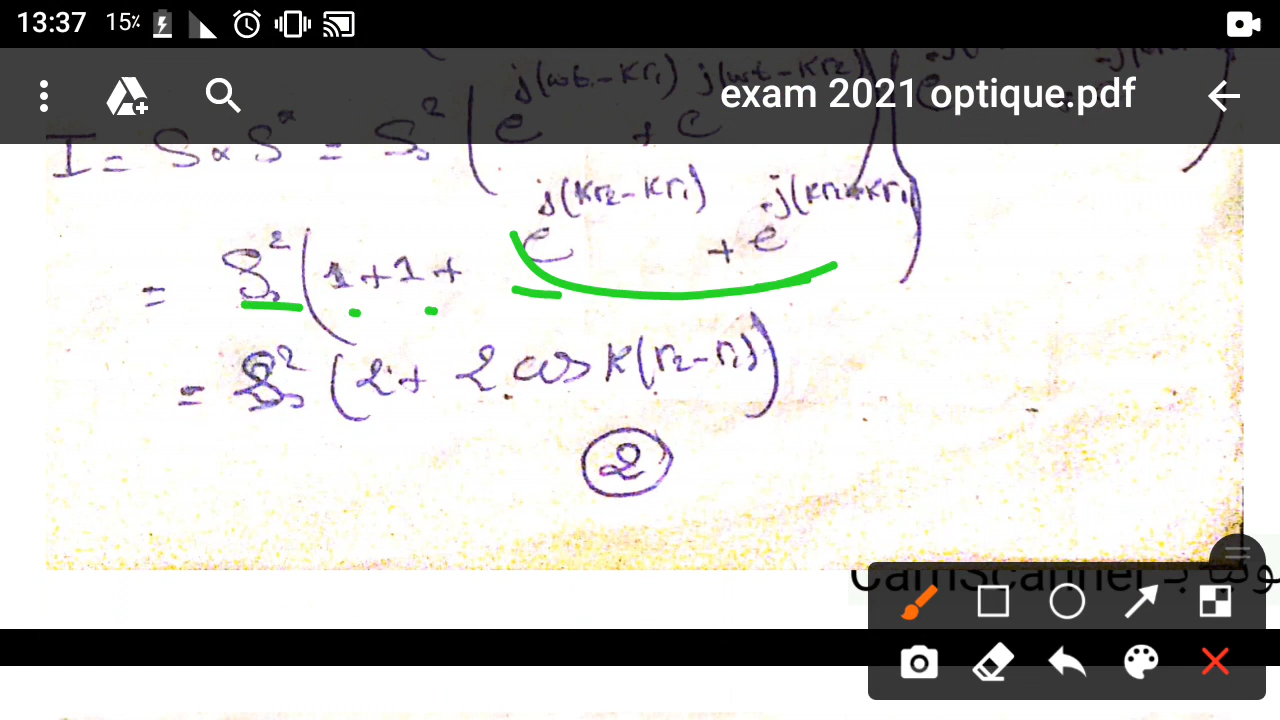 13:37 15%
exam 2021 optique.pdf
I = S × S* = S₀² ( e^j(ωt-kr₁) + e^j(ωt-kr₂) ) (
= S₀² ( 1 + 1 + e^j(kr₂-kr₁) + e^-j(kr₂-kr₁) )
= S₀² ( 2 + 2 cos k(r₂-r₁) )
2
CamScanner بـ